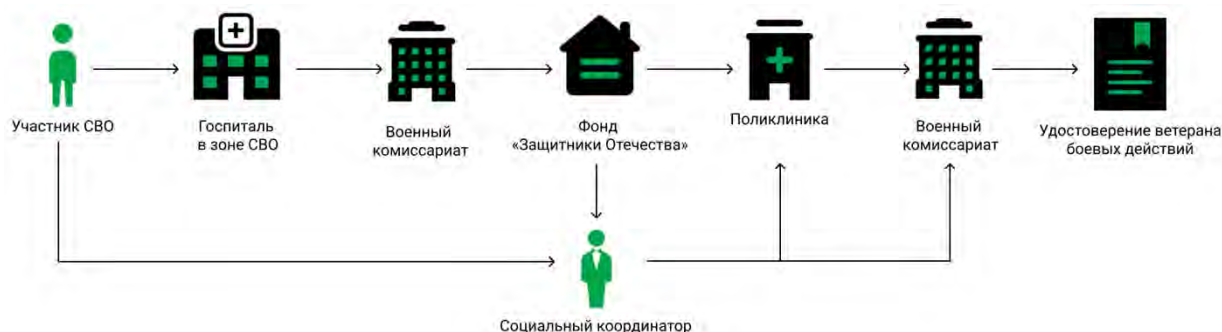 Участник СВО
Госпиталь
в зоне СВО
Военный
комиссариат
Фонд
«Защитники Отечества»
Поликлиника
Военный
комиссариат
Удостоверение ветерана
боевых действий
Социальный координатор